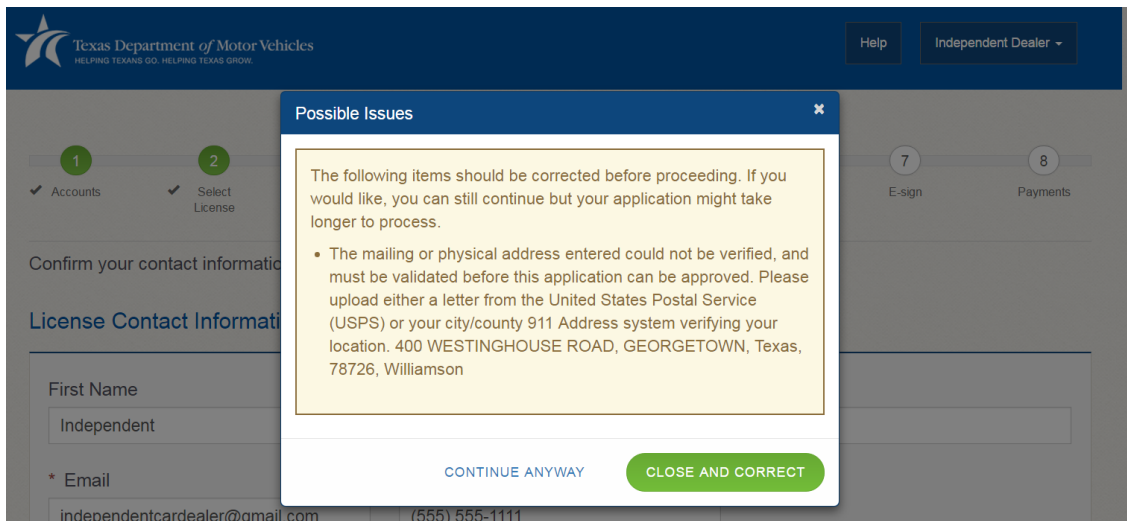 Texas Department of Motor Vehicles
HELPING TEXANS GO. HELPING TEXAS GROW.
Help
Independent Dealer
Possible Issues
×
1
2
7
8
Accounts
Select
License
E-sign
Payments
The following items should be corrected before proceeding. If you
would like, you can still continue but your application might take
longer to process.
• The mailing or physical address entered could not be verified, and
must be validated before this application can be approved. Please
upload either a letter from the United States Postal Service
(USPS) or your city/county 911 Address system verifying your
location. 400 WESTINGHOUSE ROAD, GEORGETOWN, Texas,
78726, Williamson
CONTINUE ANYWAY
CLOSE AND CORRECT
Confirm your contact informatio
License Contact Informati
First Name
Independent
* Email
independentcardealer@gmail.com
(555) 555-1111